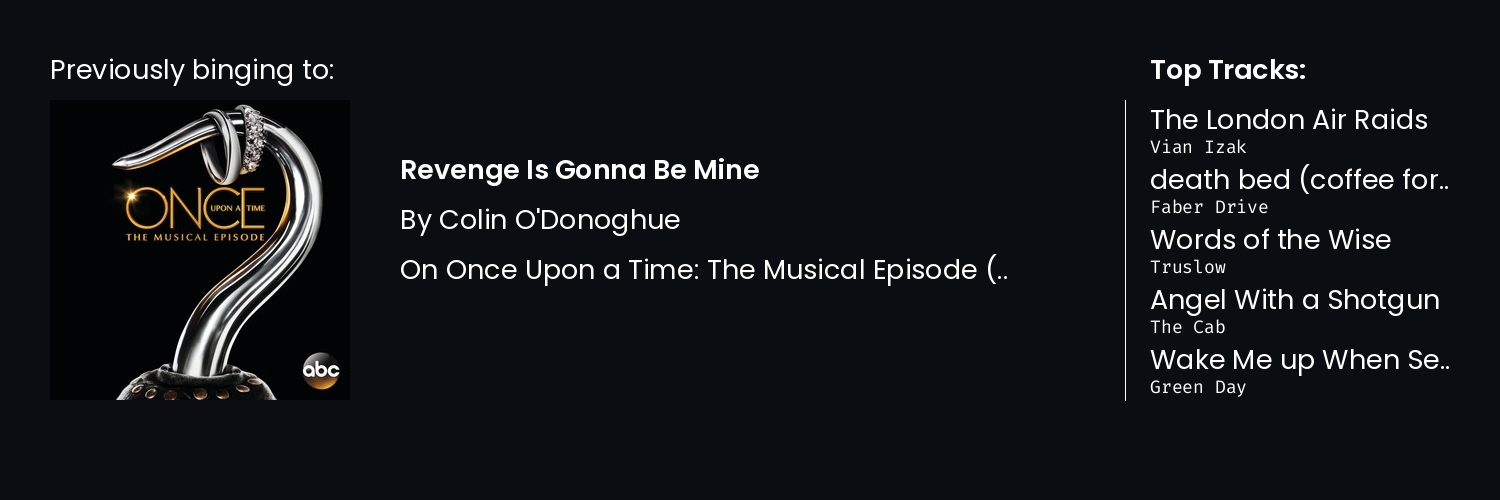 Previously binging to:
ONCE
UPON A TIME
THE MUSICAL EPISODE
abc
Revenge Is Gonna Be Mine
By Colin O'Donoghue
On Once Upon a Time: The Musical Episode (..
Top Tracks:
The London Air Raids
Vian Izak
death bed (coffee for..
Faber Drive
Words of the Wise
Truslow
Angel With a Shotgun
The Cab
Wake Me up When Se..
Green Day